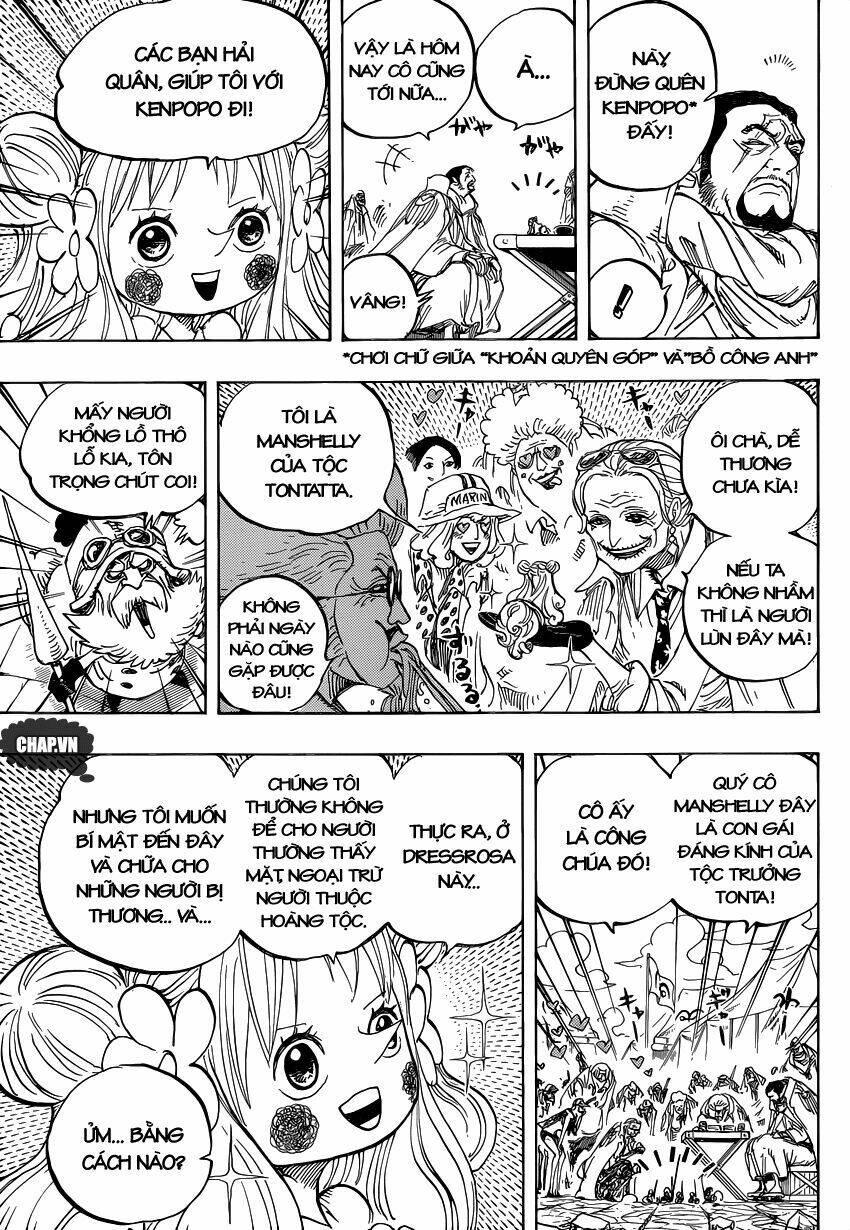 NÀY,
ĐỪNG QUÊN
KENPOPO*
ĐẤY!
!
À...
VẬY LÀ HÔM
NAY CÔ CŨNG
TỚI NỮA...
がや
がや
VÂNG!
CÁC BẠN HẢI
QUÂN, GIÚP TÔI VỚI
KENPOPO ĐI!
*CHƠI CHỮ GIỮA "KHOẢN QUYÊN GÓP" VÀ"BỒ CÔNG ANH"
ÔI CHÀ, DỄ
THƯƠNG
CHƯA KÌA!
NẾU TA
KHÔNG NHẦM
THÌ LÀ NGƯỜI
LÙN ĐÂY MÀ!
MARIN
TÔI LÀ
MANSHELLY
CỦA TỘC
TONTATTA.
KHÔNG
PHẢI NGÀY
NÀO CŨNG
GẶP ĐƯỢC
ĐÂU!
MẤY NGƯỜI
KHỔNG LỒ THÔ
LỖ KIA, TÔN
TRỌNG CHÚT COI!
CHAP.VN
QUÝ CÔ
MANSHELLY ĐÂY
LÀ CON GÁI
ĐÁNG KÍNH CỦA
TỘC TRƯỞNG
TONTA!
CÔ ẤY
LÀ CÔNG
CHÚA ĐÓ!
THỰC RA, Ở
DRESSROSA
NÀY...
CHÚNG TÔI
THƯỜNG KHÔNG
ĐỂ CHO NGƯỜI
THƯỜNG THẤY
MẶT, NGOẠI TRỪ
NGƯỜI THUỘC
HOÀNG TỘC.
NHƯNG TÔI MUỐN
BÍ MẬT ĐẾN ĐÂY
VÀ CHỮA CHO
NHỮNG NGƯỜI BỊ
THƯƠNG.. VÀ...
ỬM... BẰNG
CÁCH NÀO?